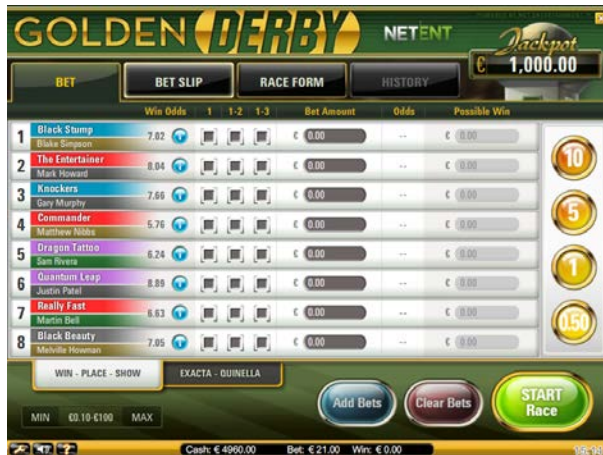 GOLDEN DERBY NETENT
Jackpot
€ 1,000.00
BET BET SLIP RACE FORM HISTORY
Win Odds 1 1-2 1-3 Bet Amount Odds Possible Win
1 Black Stump 7.02 € 0.00 -- € 0.00
Blake Simpson
2 The Entertainer 8.04 € 0.00 -- € 0.00
Mark Howard
3 Knockers 7.66 € 0.00 -- € 0.00
Gary Murphy
4 Commander 5.76 € 0.00 -- € 0.00
Matthew Nibbs
5 Dragon Tattoo 6.24 € 0.00 -- € 0.00
Sam Rivera
6 Quantum Leap 8.89 € 0.00 -- € 0.00
Justin Patel
7 Really Fast 6.63 € 0.00 -- € 0.00
Martin Bell
8 Black Beauty 7.05 € 0.00 -- € 0.00
Melville Howman
10
5
1
0.50
WIN - PLACE - SHOW EXACTA - QUINELLA
MIN €0.10-€100 MAX
Add Bets Clear Bets START
Race
? Cash: € 4960.00 Bet: € 21.00 Win: € 0.00